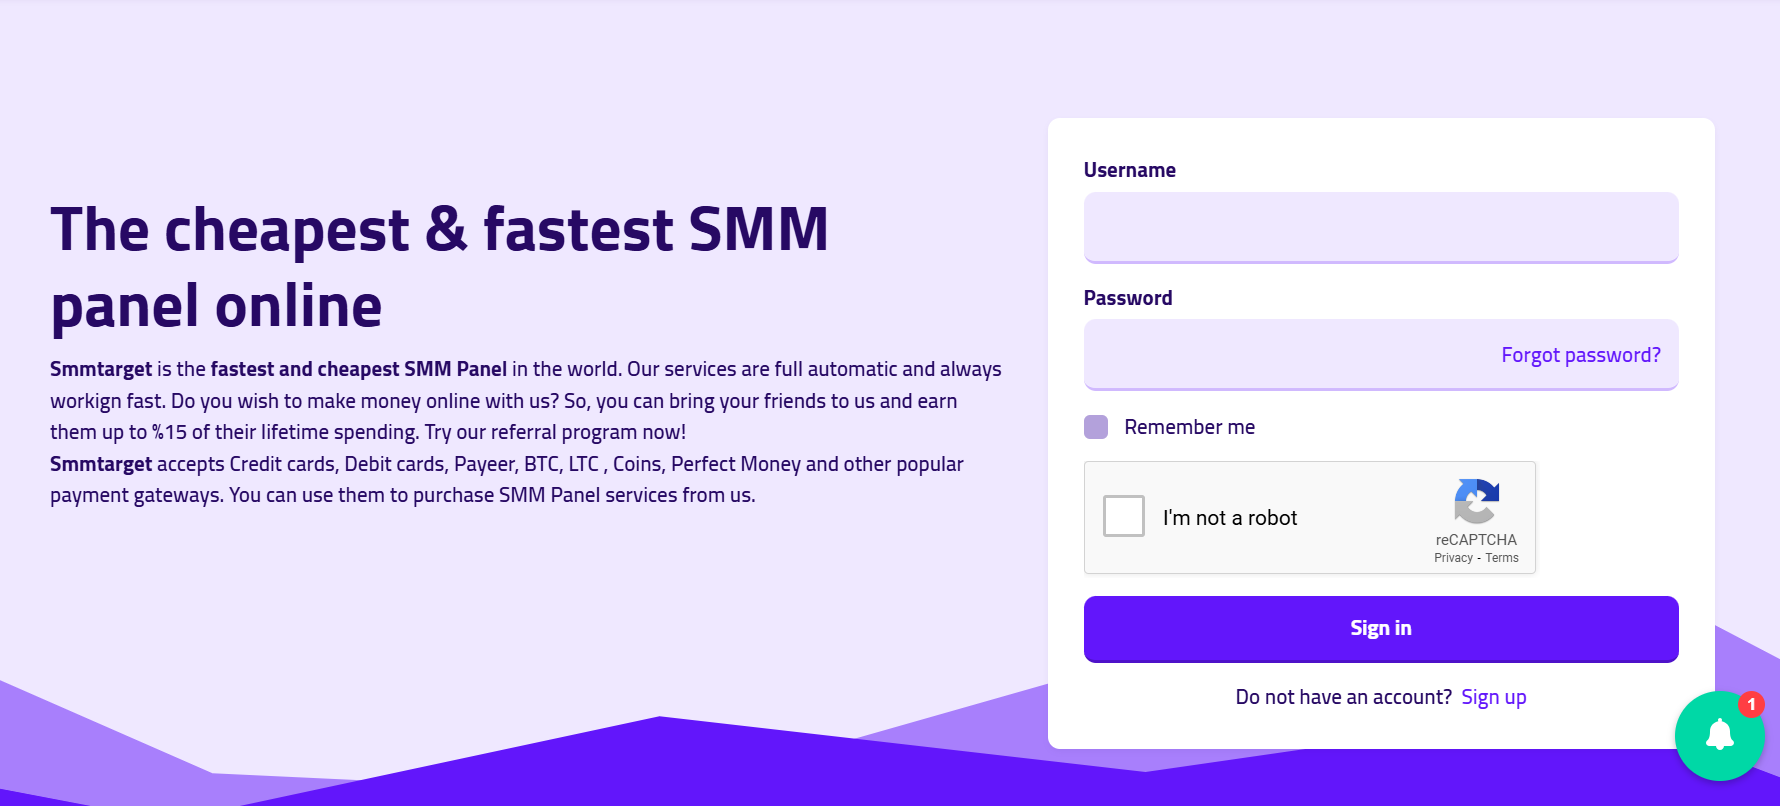 The cheapest & fastest SMM
panel online
Smmtarget is the fastest and cheapest SMM Panel in the world. Our services are full automatic and always
workign fast. Do you wish to make money online with us? So, you can bring your friends to us and earn
them up to %15 of their lifetime spending. Try our referral program now!
Smmtarget accepts Credit cards, Debit cards, Payeer, BTC, LTC , Coins, Perfect Money and other popular
payment gateways. You can use them to purchase SMM Panel services from us.
Username
Password
Forgot password?
Remember me
I'm not a robot
reCAPTCHA
Privacy - Terms
Sign in
Do not have an account? Sign up
1